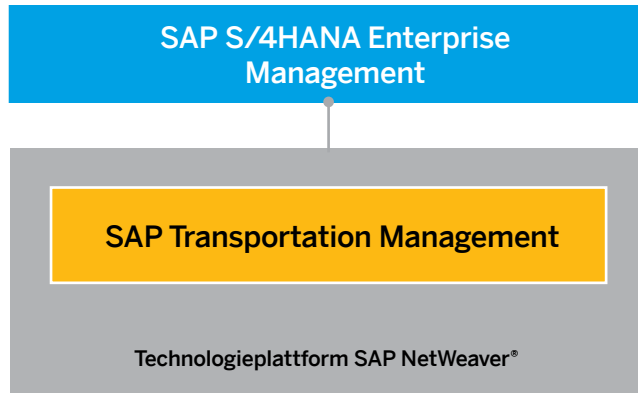 SAP S/4HANA Enterprise
Management
SAP Transportation Management
Technologieplattform SAP NetWeaver®